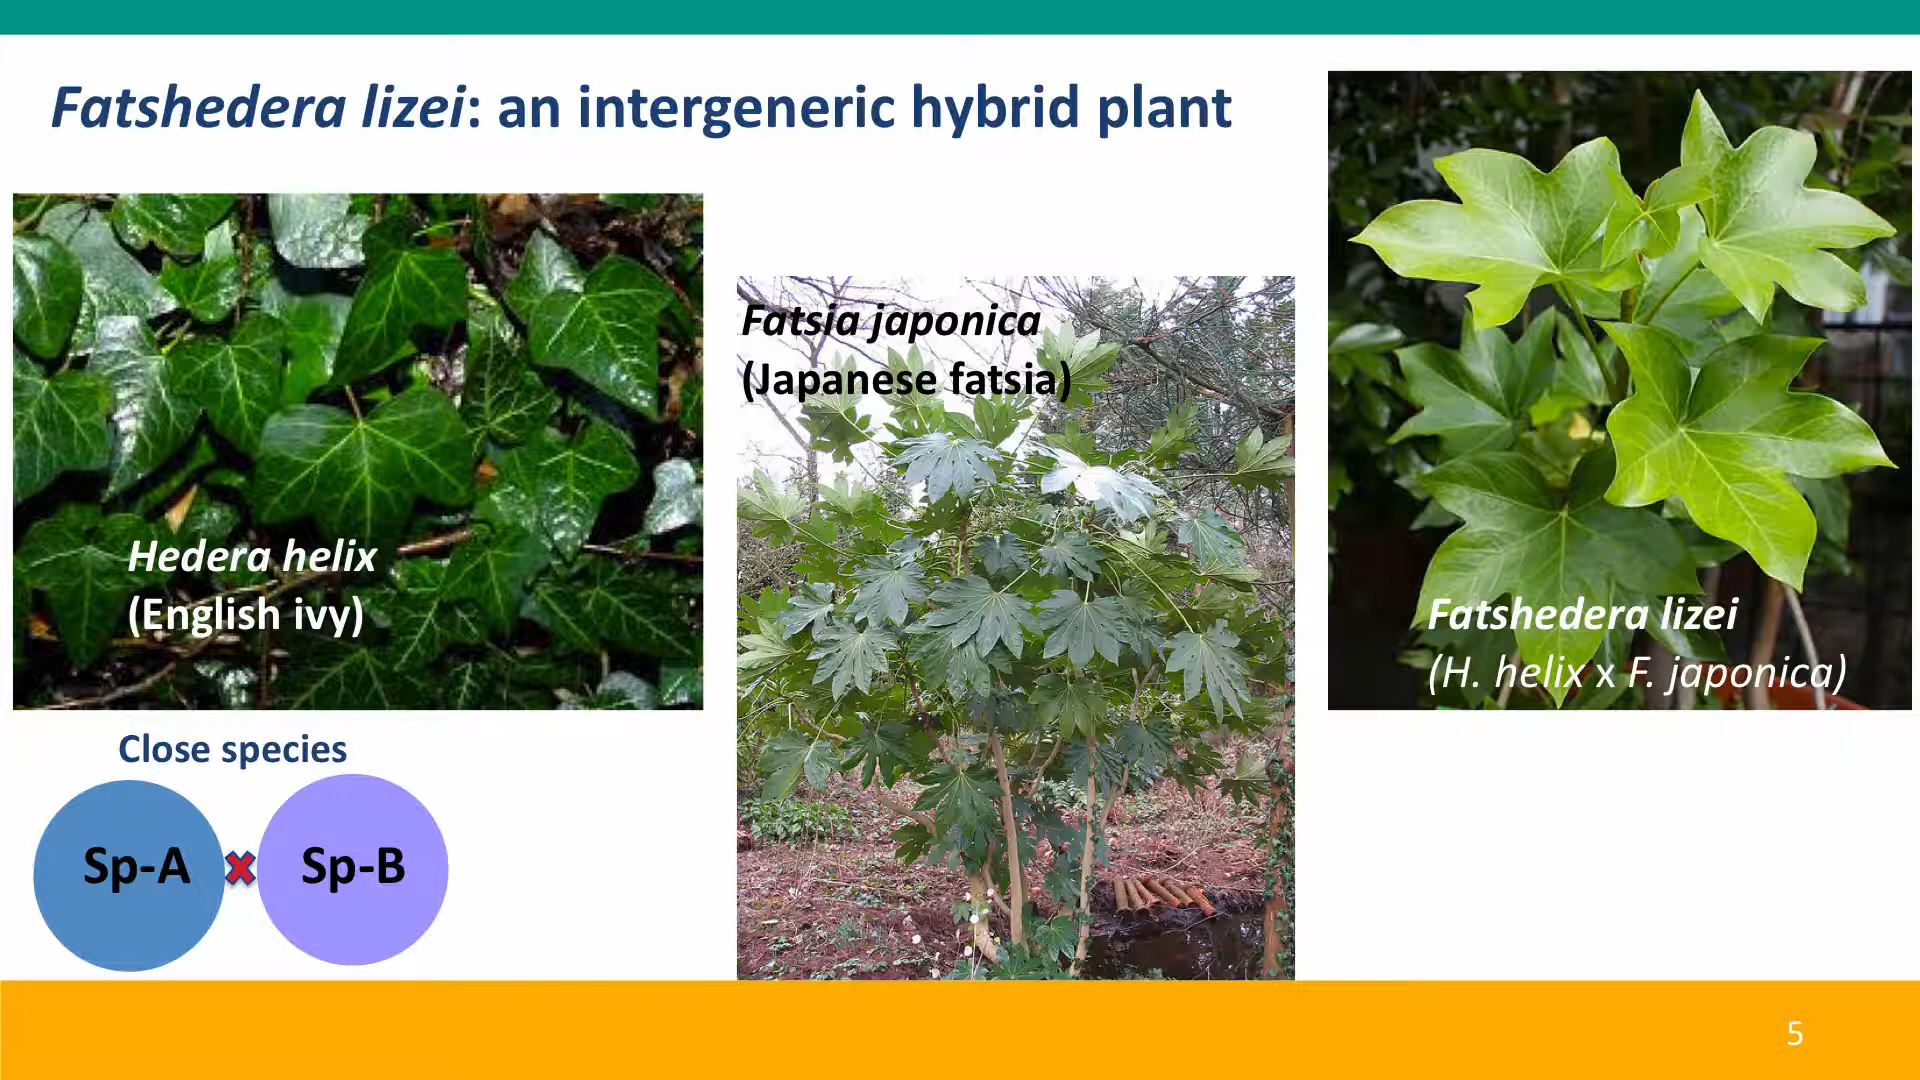 Fatshedera lizei: an intergeneric hybrid plant
Hedera helix
(English ivy)
Fatsia japonica
(Japanese fatsia)
Fatshedera lizei
(H. helix x F. japonica)
Close species
Sp-A
Sp-B
5